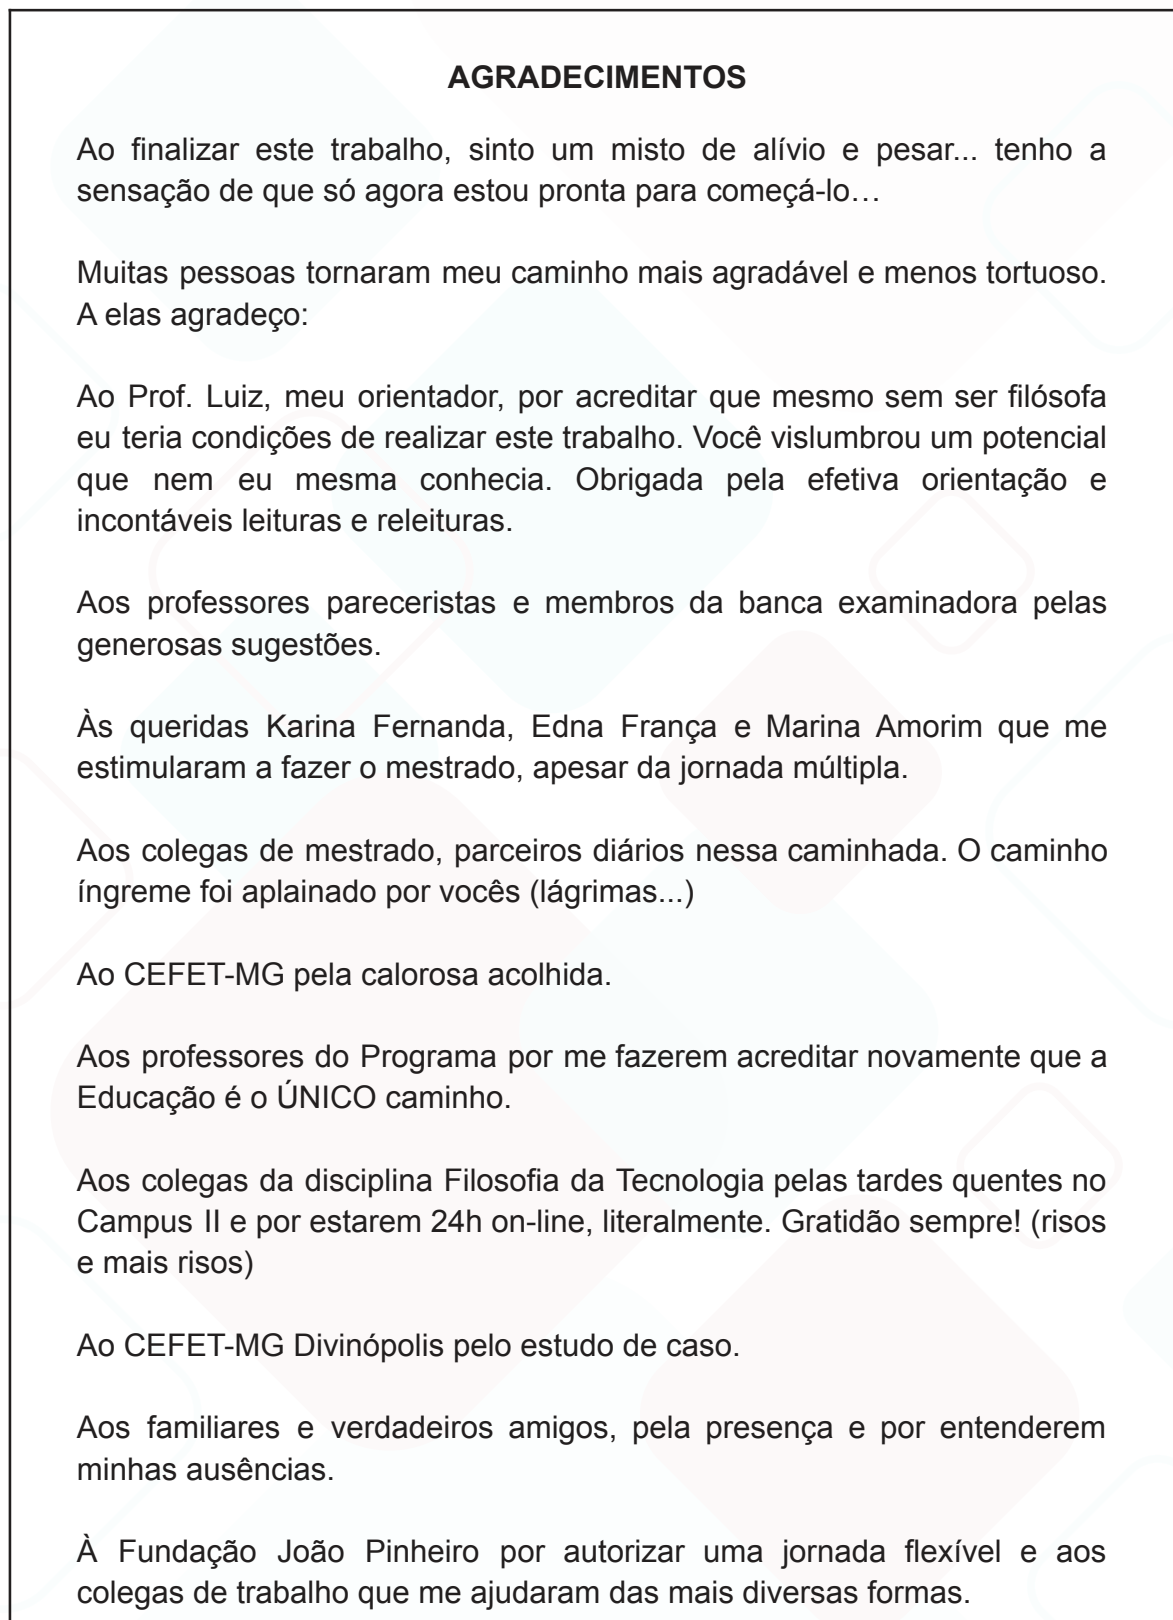 AGRADECIMENTOS
Ao finalizar este trabalho, sinto um misto de alívio e pesar... tenho a
sensação de que só agora estou pronta para começá-lo…
Muitas pessoas tornaram meu caminho mais agradável e menos tortuoso.
A elas agradeço:
Ao Prof. Luiz, meu orientador, por acreditar que mesmo sem ser filósofa
eu teria condições de realizar este trabalho. Você vislumbrou um potencial
que nem eu mesma conhecia. Obrigada pela efetiva orientação e
incontáveis leituras e releituras.
Aos professores pareceristas e membros da banca examinadora pelas
generosas sugestões.
Às queridas Karina Fernanda, Edna França e Marina Amorim que me
estimularam a fazer o mestrado, apesar da jornada múltipla.
Aos colegas de mestrado, parceiros diários nessa caminhada. O caminho
íngreme foi aplainado por vocês (lágrimas...)
Ao CEFET-MG pela calorosa acolhida.
Aos professores do Programa por me fazerem acreditar novamente que a
Educação é o ÚNICO caminho.
Aos colegas da disciplina Filosofia da Tecnologia pelas tardes quentes no
Campus II e por estarem 24h on-line, literalmente. Gratidão sempre! (risos
e mais risos)
Ao CEFET-MG Divinópolis pelo estudo de caso.
Aos familiares e verdadeiros amigos, pela presença e por entenderem
minhas ausências.
À Fundação João Pinheiro por autorizar uma jornada flexível e aos
colegas de trabalho que me ajudaram das mais diversas formas.